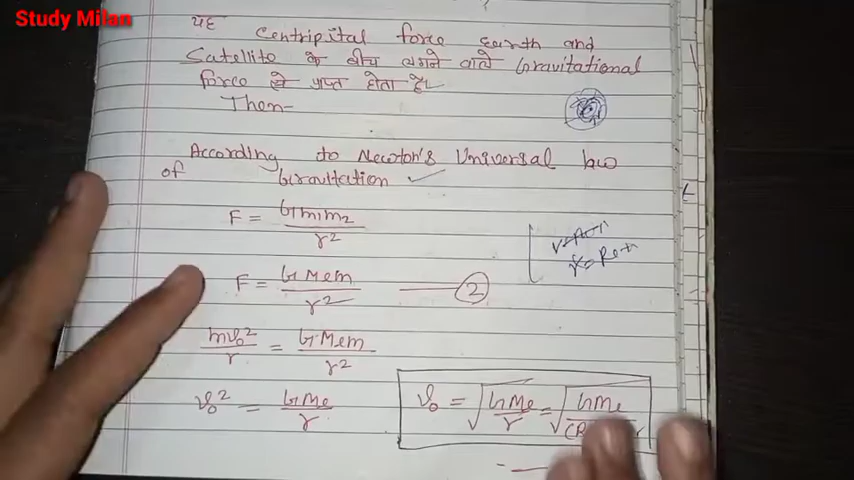 Study Milan
यह Centripital force Earth and
Satellite के बीच लगने वाले Gravitational
force से प्राप्त होता है।
Then-
According to Newton's Universal law
of Gravitation
F = Gm₁m₂/r²
F = GMem/r² ——— ②
r = Re+h
mv₀²/r = GMem/r²
v₀² = GMe/r
v₀ = √(GMe/r) = √(GMe